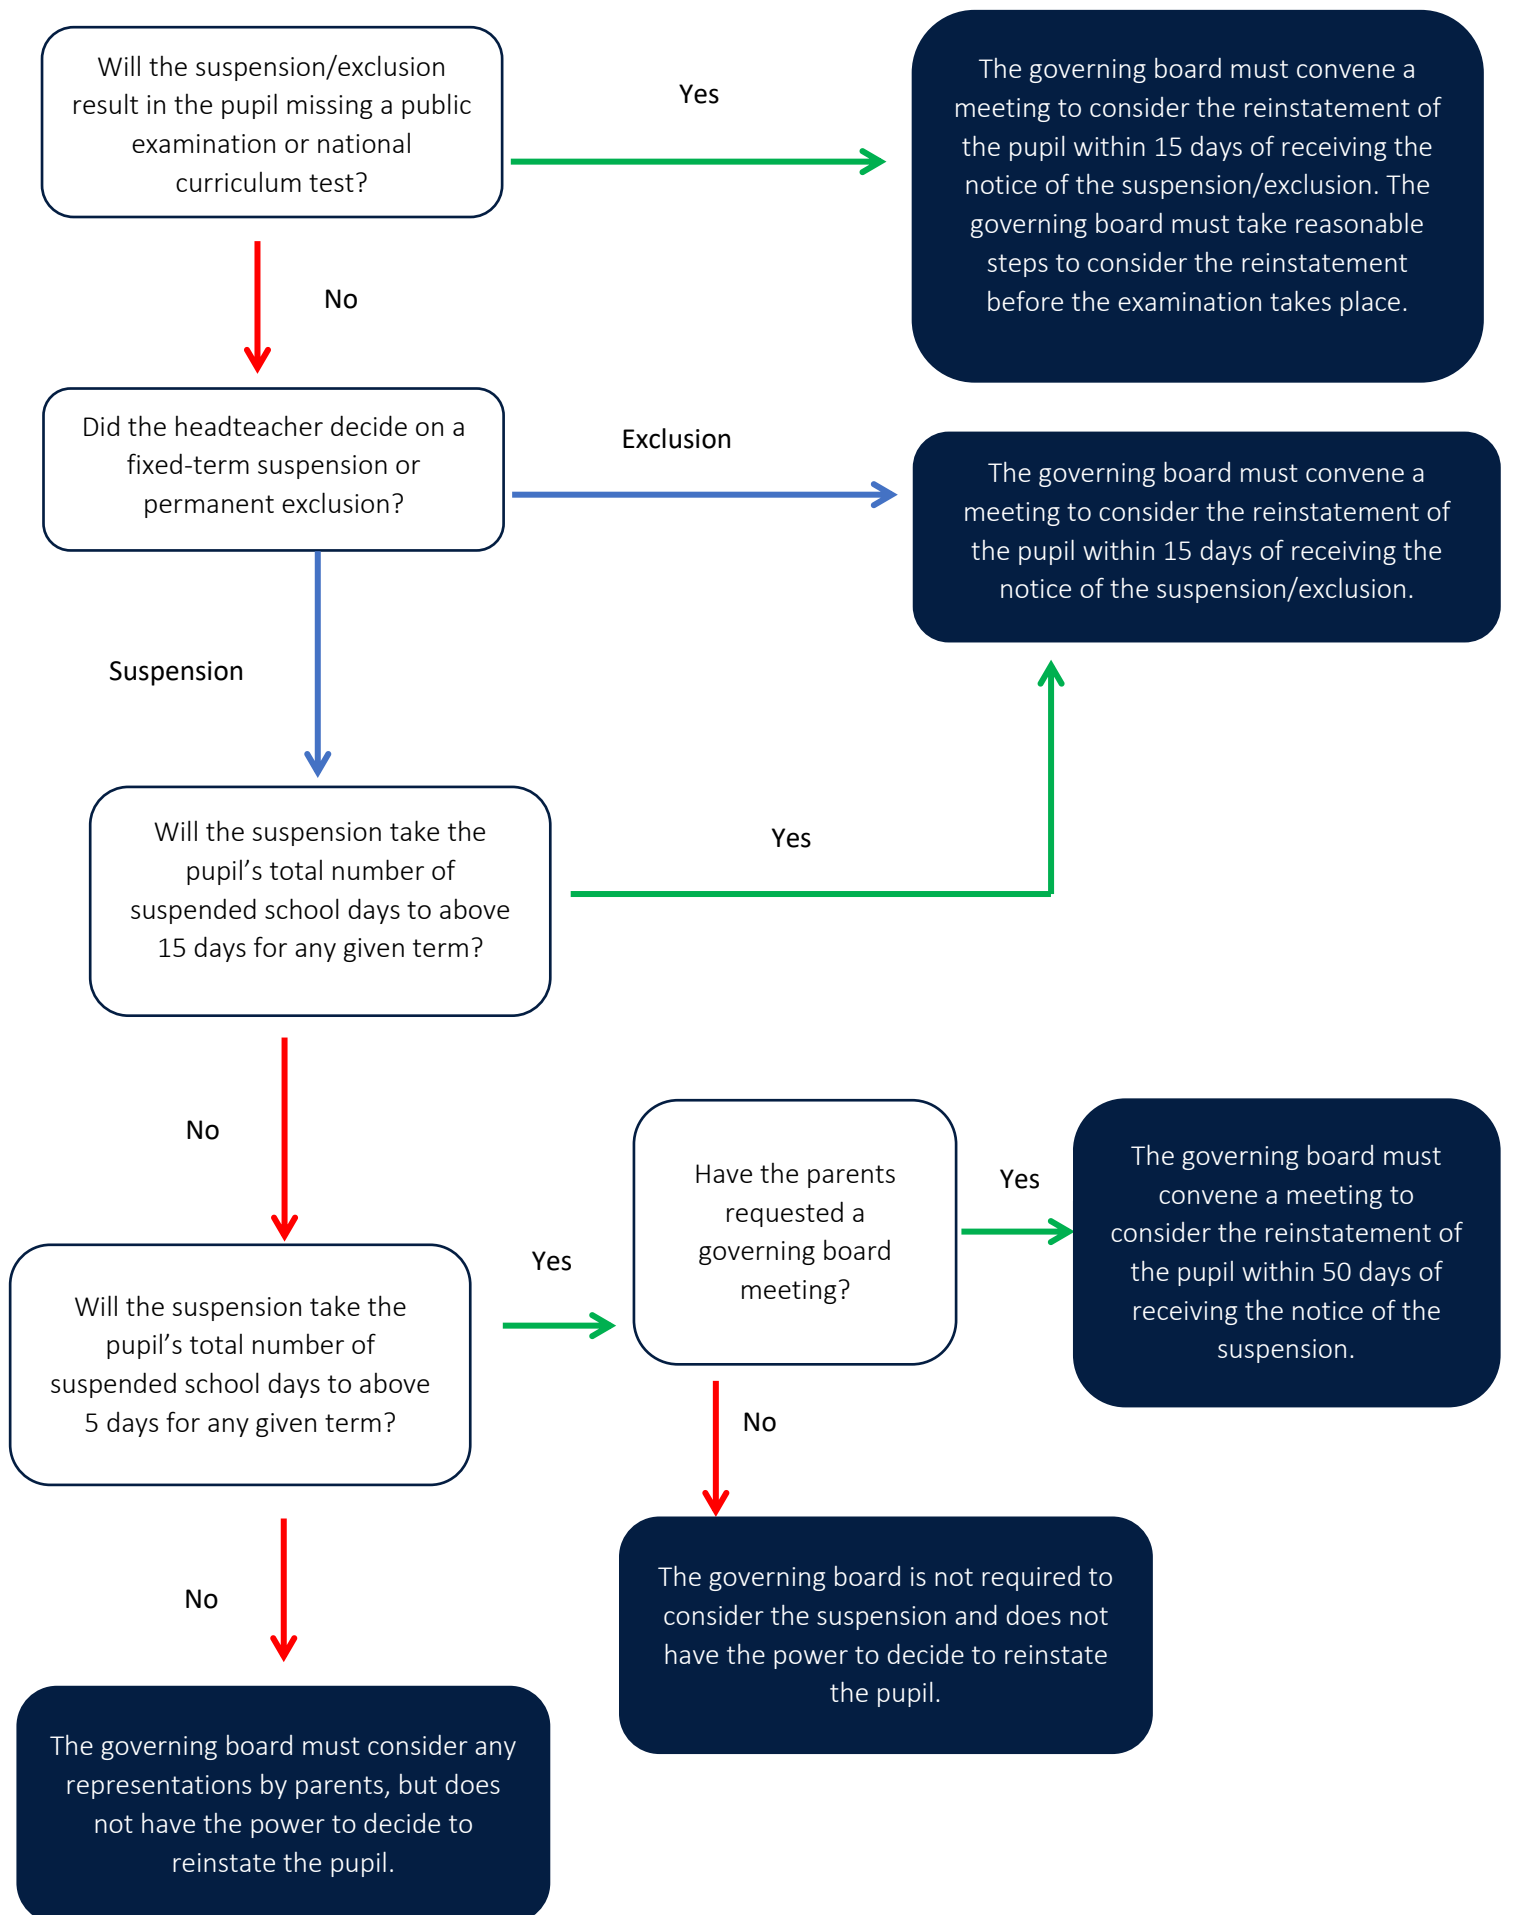 Will the suspension/exclusion
result in the pupil missing a public
examination or national
curriculum test?
Yes
The governing board must convene a
meeting to consider the reinstatement of
the pupil within 15 days of receiving the
notice of the suspension/exclusion. The
governing board must take reasonable
steps to consider the reinstatement
before the examination takes place.
No
Did the headteacher decide on a
fixed-term suspension or
permanent exclusion?
Exclusion
The governing board must convene a
meeting to consider the reinstatement of
the pupil within 15 days of receiving the
notice of the suspension/exclusion.
Suspension
Will the suspension take the
pupil’s total number of
suspended school days to above
15 days for any given term?
Yes
No
Will the suspension take the
pupil’s total number of
suspended school days to above
5 days for any given term?
Yes
Have the parents
requested a
governing board
meeting?
Yes
The governing board must
convene a meeting to
consider the reinstatement of
the pupil within 50 days of
receiving the notice of the
suspension.
No
The governing board is not required to
consider the suspension and does not
have the power to decide to reinstate
the pupil.
No
The governing board must consider any
representations by parents, but does
not have the power to decide to
reinstate the pupil.